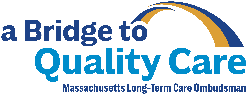 a Bridge to
Quality Care
Massachusetts Long-Term Care Ombudsman